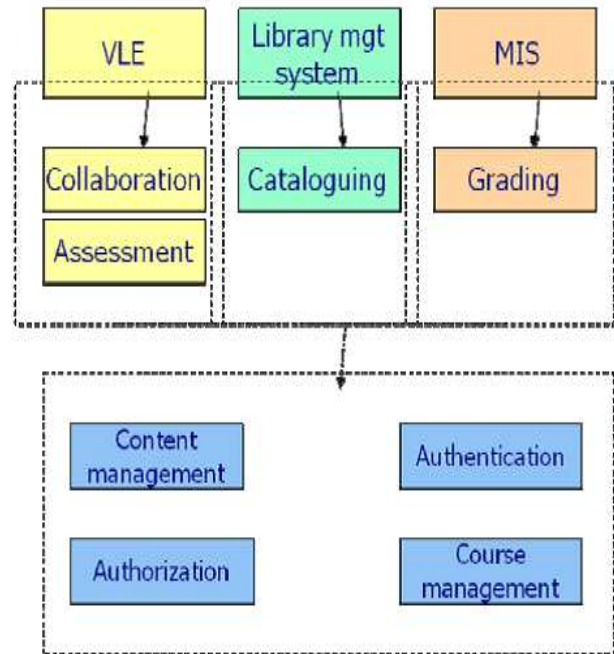 VLE
Library mgt
system
MIS
Collaboration
Cataloguing
Grading
Assessment
Content
management
Authentication
Authorization
Course
management